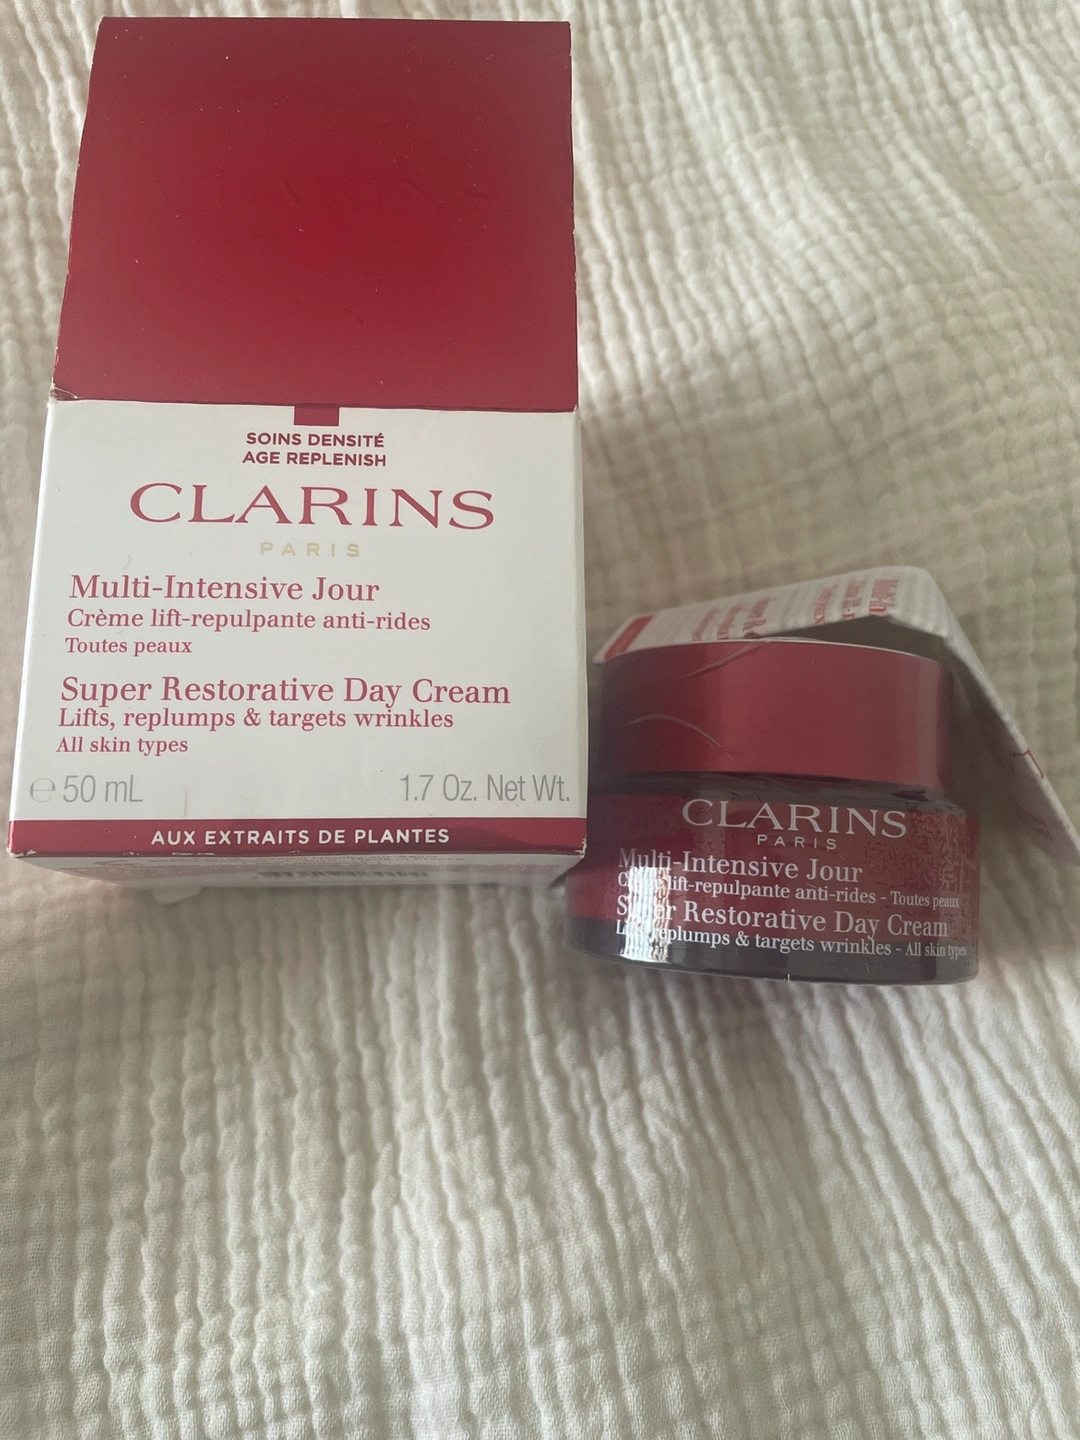 SOINS DENSITÉ
AGE REPLENISH
CLARINS
PARIS
Multi-Intensive Jour
Crème lift-repulpante anti-rides
Toutes peaux
Super Restorative Day Cream
Lifts, replumps & targets wrinkles
All skin types
℮ 50 mL 1.7 Oz. Net Wt.
AUX EXTRAITS DE PLANTES
CLARINS
PARIS
Multi-Intensive Jour
Crème lift-repulpante anti-rides - Toutes peaux
Super Restorative Day Cream
Lifts, replumps & targets wrinkles - All skin types